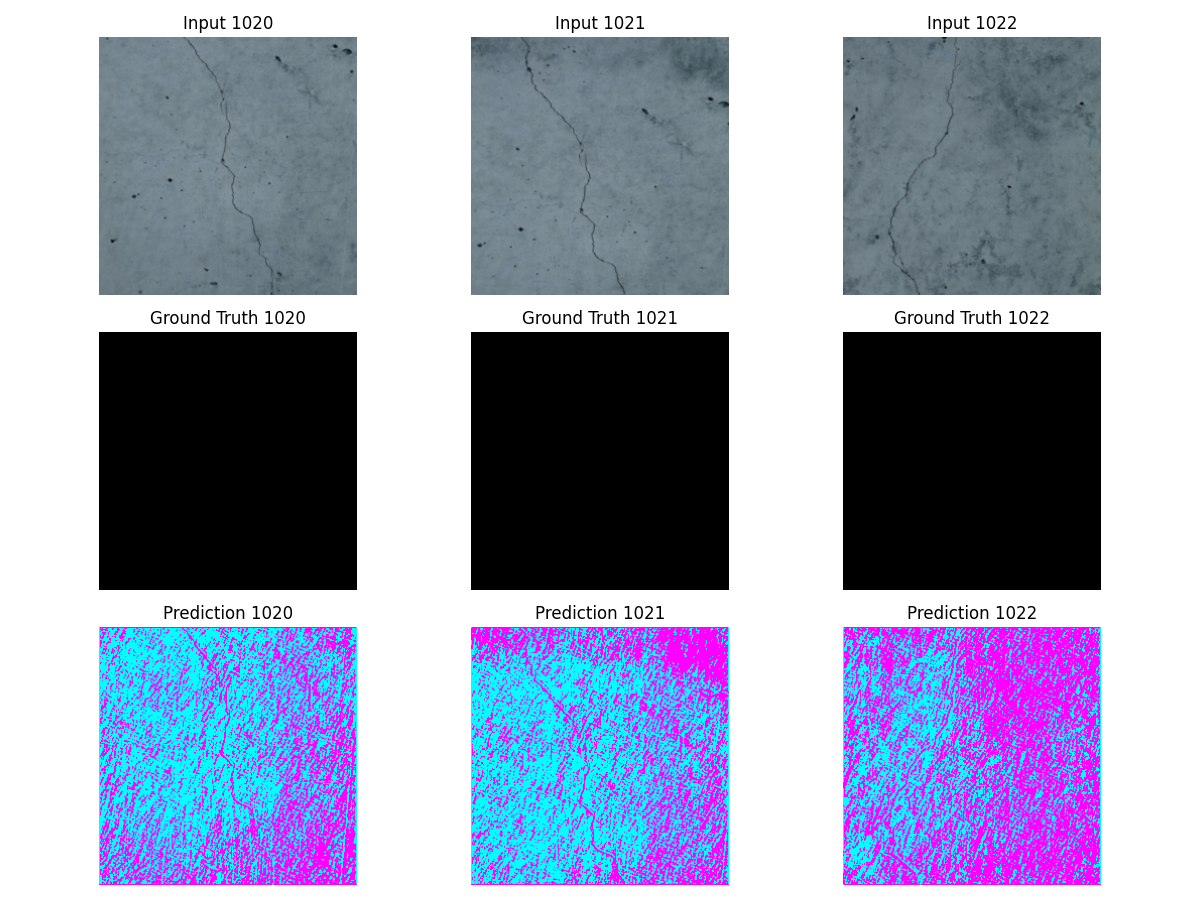 Input 1020
Input 1021
Input 1022
Ground Truth 1020
Ground Truth 1021
Ground Truth 1022
Prediction 1020
Prediction 1021
Prediction 1022